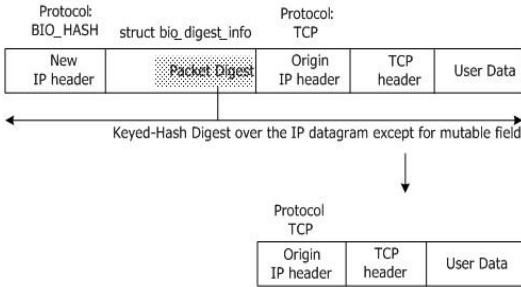 Protocol:
BIO_HASH
struct bio_digest_info
Protocol:
TCP
New
IP header
Packet Digest
Origin
IP header
TCP
header
User Data
Keyed-Hash Digest over the IP datagram except for mutable field
Protocol
TCP
Origin
IP header
TCP
header
User Data